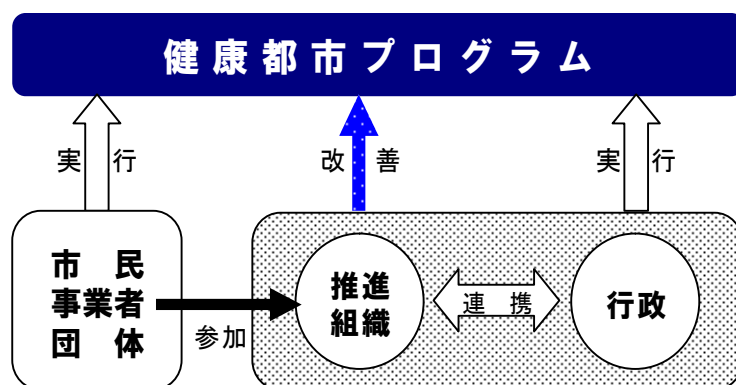 健康都市プログラム
実行
改善
実行
市民
事業者
団体
参加
推進
組織
連携
行政